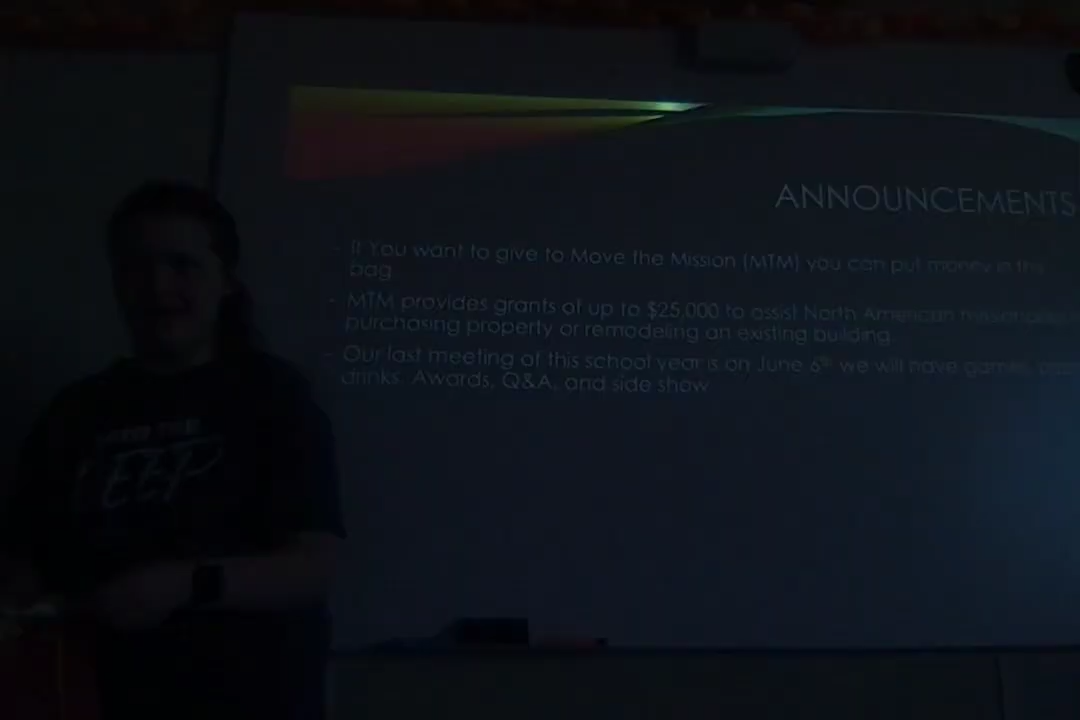 ANNOUNCEMENTS
- If You want to give to Move the Mission (MTM) you can put money in this
bag
- MTM provides grants of up to $25,000 to assist North American
purchasing property or remodeling an existing building
- Our last meeting of this school year is on June 6th we will have games,
drinks. Awards, Q&A, and side show
KEEP